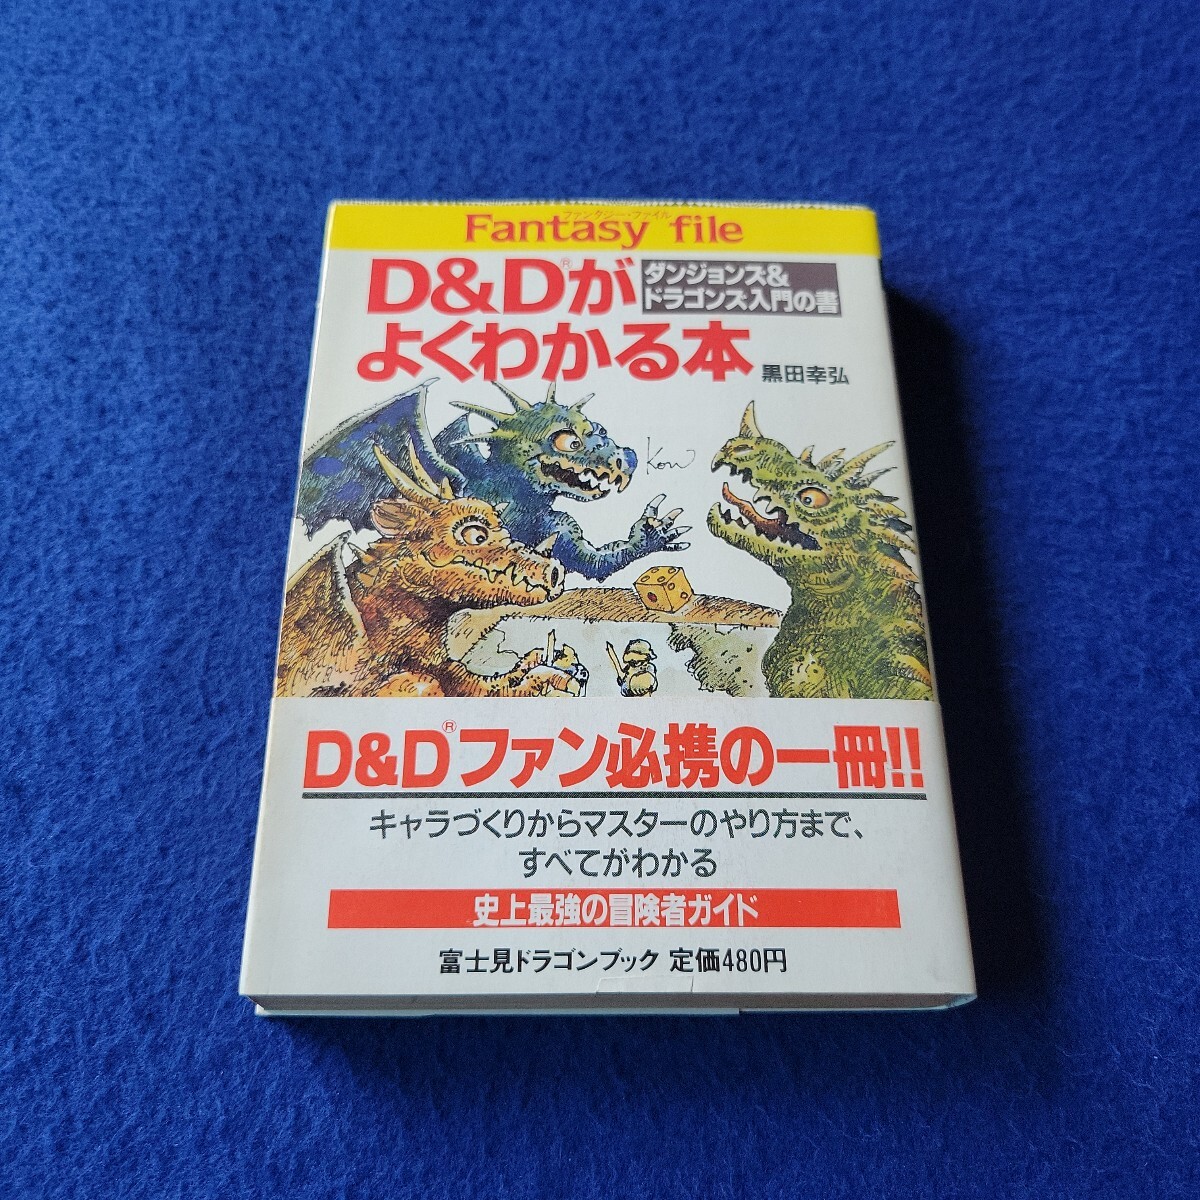 ファンタジー・ファイル
Fantasy file
D&D®が
よくわかる本
ダンジョンズ&
ドラゴンズ入門の書
黒田幸弘
Kow
D&D®ファン必携の一冊!!
キャラづくりからマスターのやり方まで、
すべてがわかる
史上最強の冒険者ガイド
富士見ドラゴンブック 定価480円